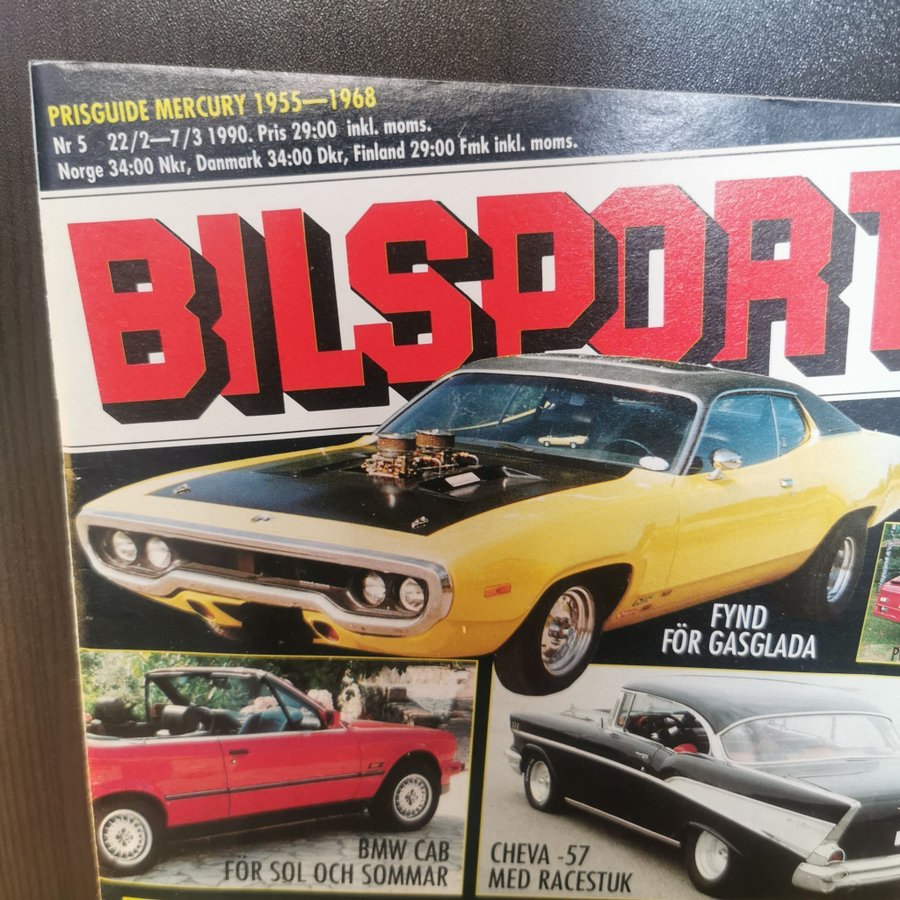 PRISGUIDE MERCURY 1955—1968
Nr 5 22/2—7/3 1990. Pris 29:00 inkl. moms.
Norge 34:00 Nkr, Danmark 34:00 Dkr, Finland 29:00 Fmk inkl. moms.
BILSPORT
FYND
FÖR GASGLADA
BMW CAB
FÖR SOL OCH SOMMAR
CHEVA -57
MED RACESTUK